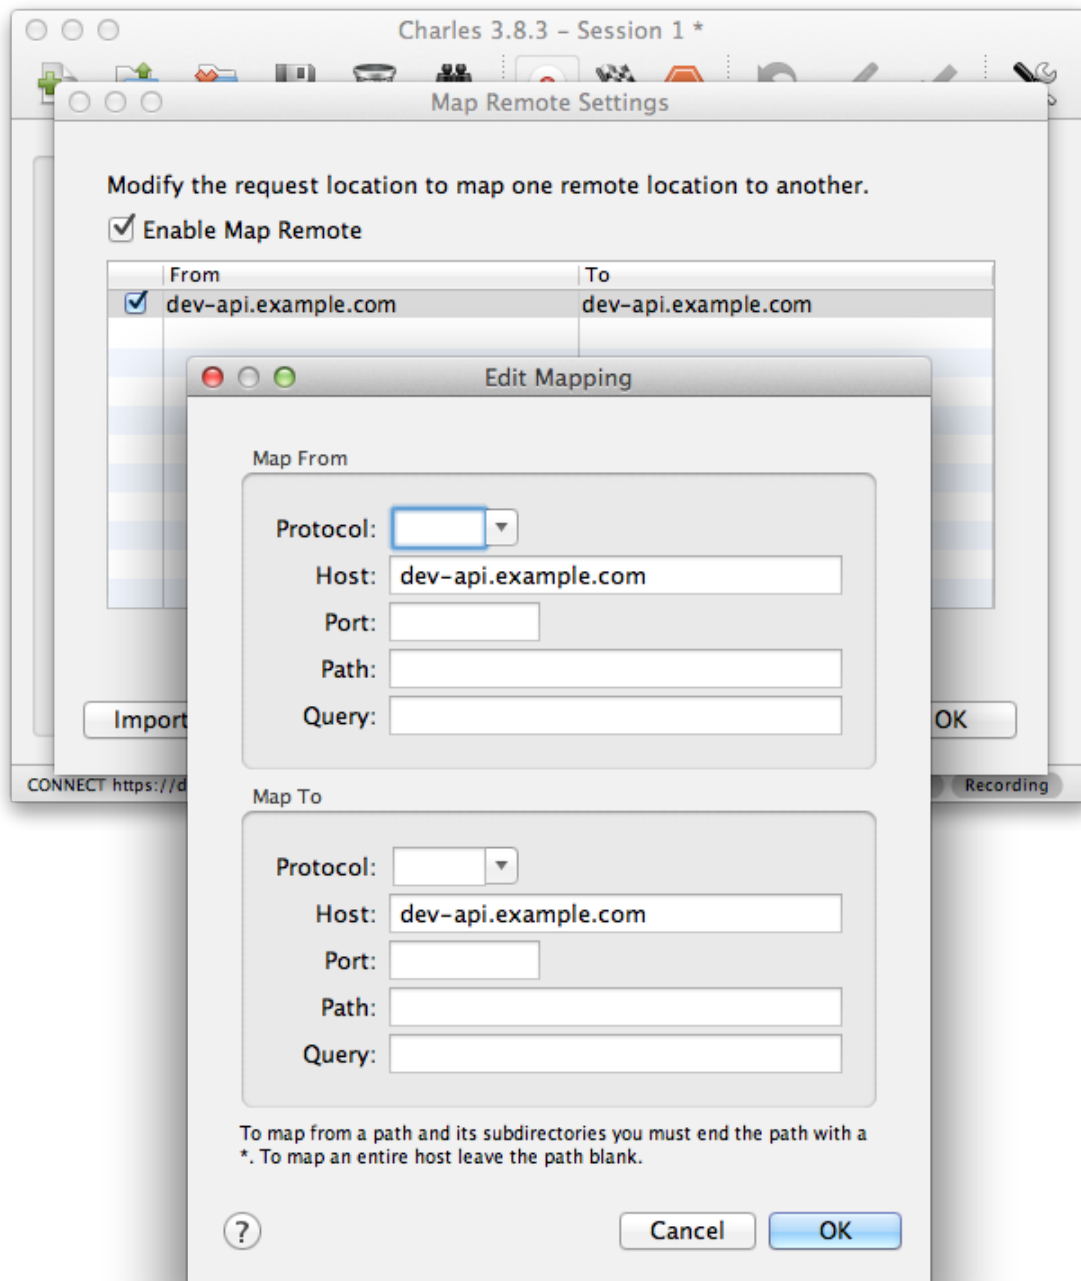 Charles 3.8.3 – Session 1 *
Map Remote Settings
Modify the request location to map one remote location to another.
Enable Map Remote
From To
dev-api.example.com dev-api.example.com
Edit Mapping
Map From
Protocol:
Host: dev-api.example.com
Port:
Path:
Query:
Import OK
CONNECT https://d Recording
Map To
Protocol:
Host: dev-api.example.com
Port:
Path:
Query:
To map from a path and its subdirectories you must end the path with a
*. To map an entire host leave the path blank.
? Cancel OK